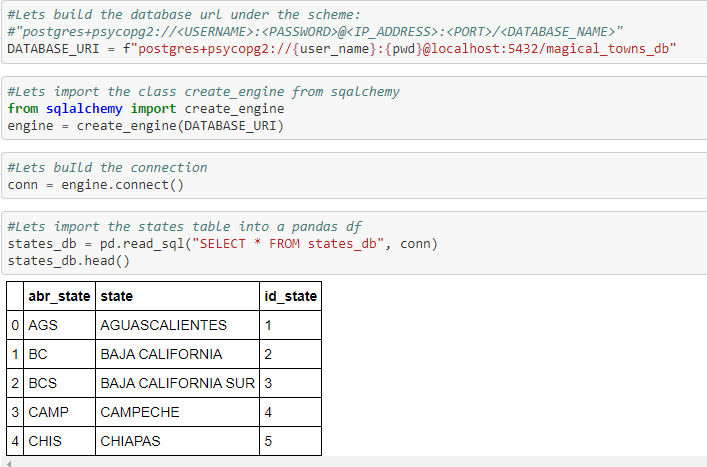 #Lets build the database url under the scheme:
#"postgres+psycopg2://<USERNAME>:<PASSWORD>@<IP_ADDRESS>:<PORT>/<DATABASE_NAME>"
DATABASE_URI = f"postgres+psycopg2://{user_name}:{pwd}@localhost:5432/magical_towns_db"
#Lets import the class create_engine from sqalchemy
from sqlalchemy import create_engine
engine = create_engine(DATABASE_URI)
#Lets buIld the connection
conn = engine.connect()
#Lets import the states table into a pandas df
states_db = pd.read_sql("SELECT * FROM states_db", conn)
states_db.head()
abr_state state id_state
0 AGS AGUASCALIENTES 1
1 BC BAJA CALIFORNIA 2
2 BCS BAJA CALIFORNIA SUR 3
3 CAMP CAMPECHE 4
4 CHIS CHIAPAS 5